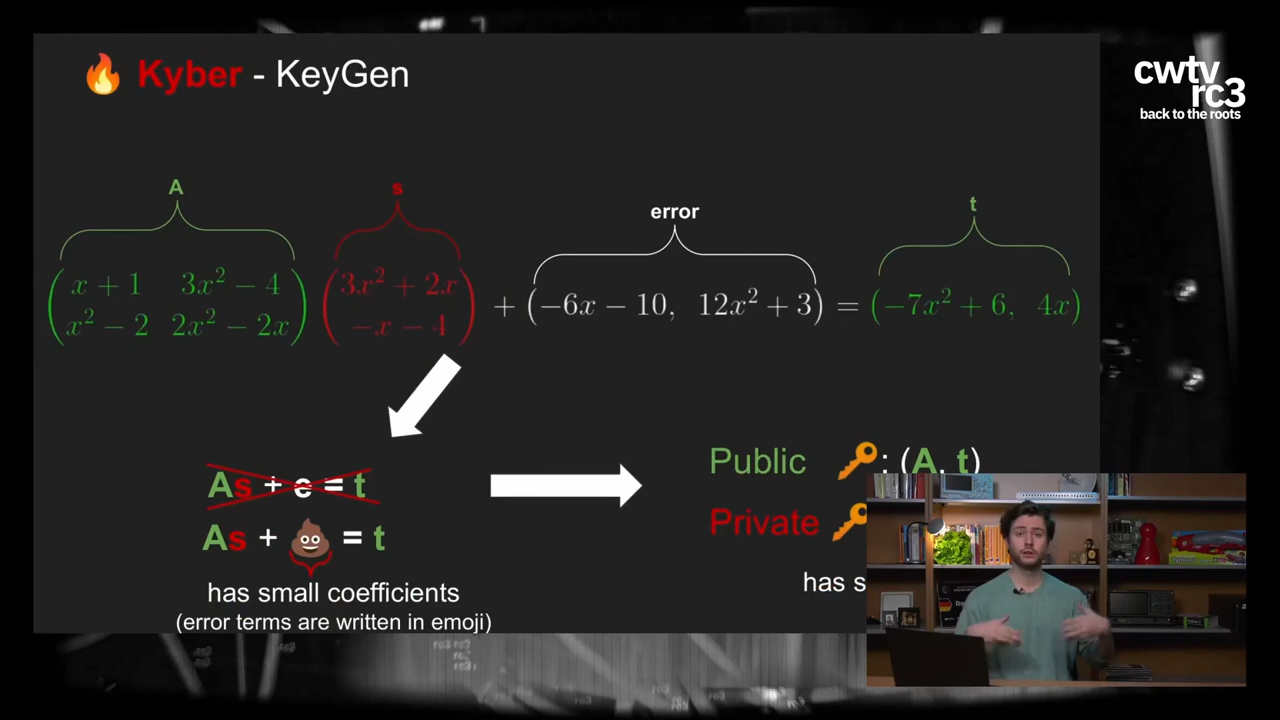 🔥 Kyber - KeyGen
cwtv
rc3
back to the roots
A
s
error
t
x + 1 3x² − 4
x² − 2 2x² − 2x
3x² + 2x
−x − 4
+ (−6x − 10, 12x² + 3) = (−7x² + 6, 4x)
As + e = t
As + 💩 = t
has small coefficients
(error terms are written in emoji)
Public 🔑: (A, t)
Private 🔑
has s